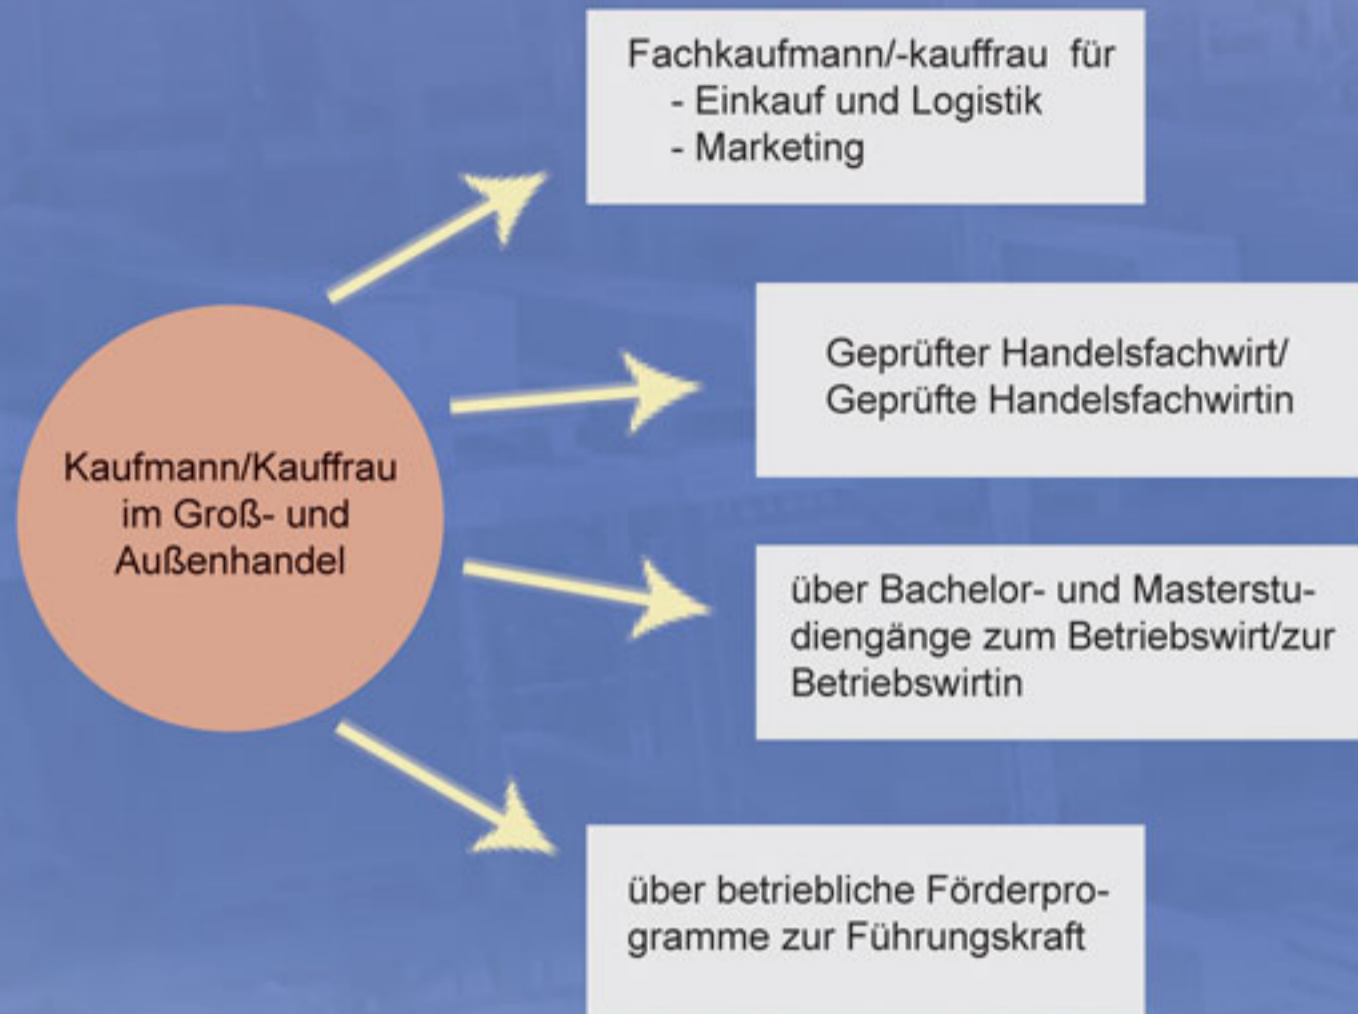 Fachkaufmann/-kauffrau für
- Einkauf und Logistik
- Marketing
Geprüfter Handelsfachwirt/
Geprüfte Handelsfachwirtin
Kaufmann/Kauffrau
im Groß- und
Außenhandel
über Bachelor- und Masterstu-
diengänge zum Betriebswirt/zur
Betriebswirtin
über betriebliche Förderpro-
gramme zur Führungskraft